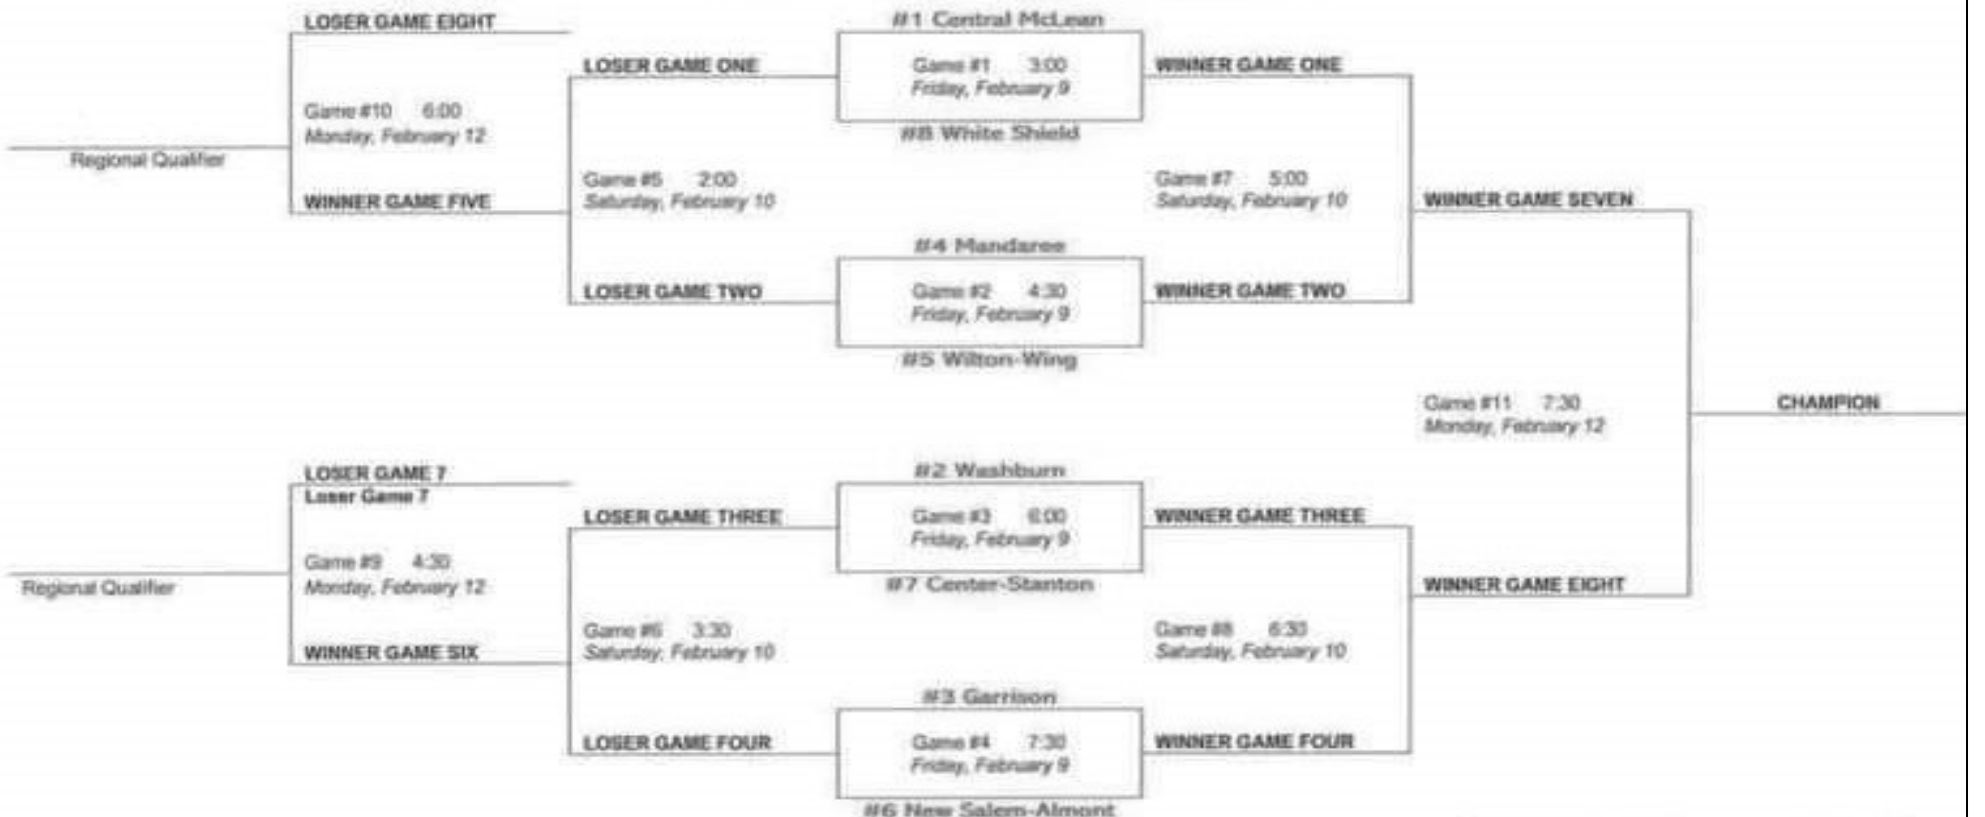 LOSER GAME EIGHT
Game #10 6:00
Monday, February 12
Regional Qualifier
WINNER GAME FIVE
LOSER GAME ONE
Game #5 2:00
Saturday, February 10
LOSER GAME TWO
#1 Central McLean
Game #1 3:00
Friday, February 9
#8 White Shield
#4 Mandaree
Game #2 4:30
Friday, February 9
#5 Wilton-Wing
WINNER GAME ONE
Game #7 5:00
Saturday, February 10
WINNER GAME TWO
WINNER GAME SEVEN
Game #11 7:30
Monday, February 12
CHAMPION
LOSER GAME 7
Loser Game 7
Game #9 4:30
Monday, February 12
Regional Qualifier
WINNER GAME SIX
LOSER GAME THREE
Game #6 3:30
Saturday, February 10
LOSER GAME FOUR
#2 Washburn
Game #3 6:00
Friday, February 9
#7 Center-Stanton
#3 Garrison
Game #4 7:30
Friday, February 9
#6 New Salem-Almont
WINNER GAME THREE
Game #8 6:30
Saturday, February 10
WINNER GAME FOUR
WINNER GAME EIGHT